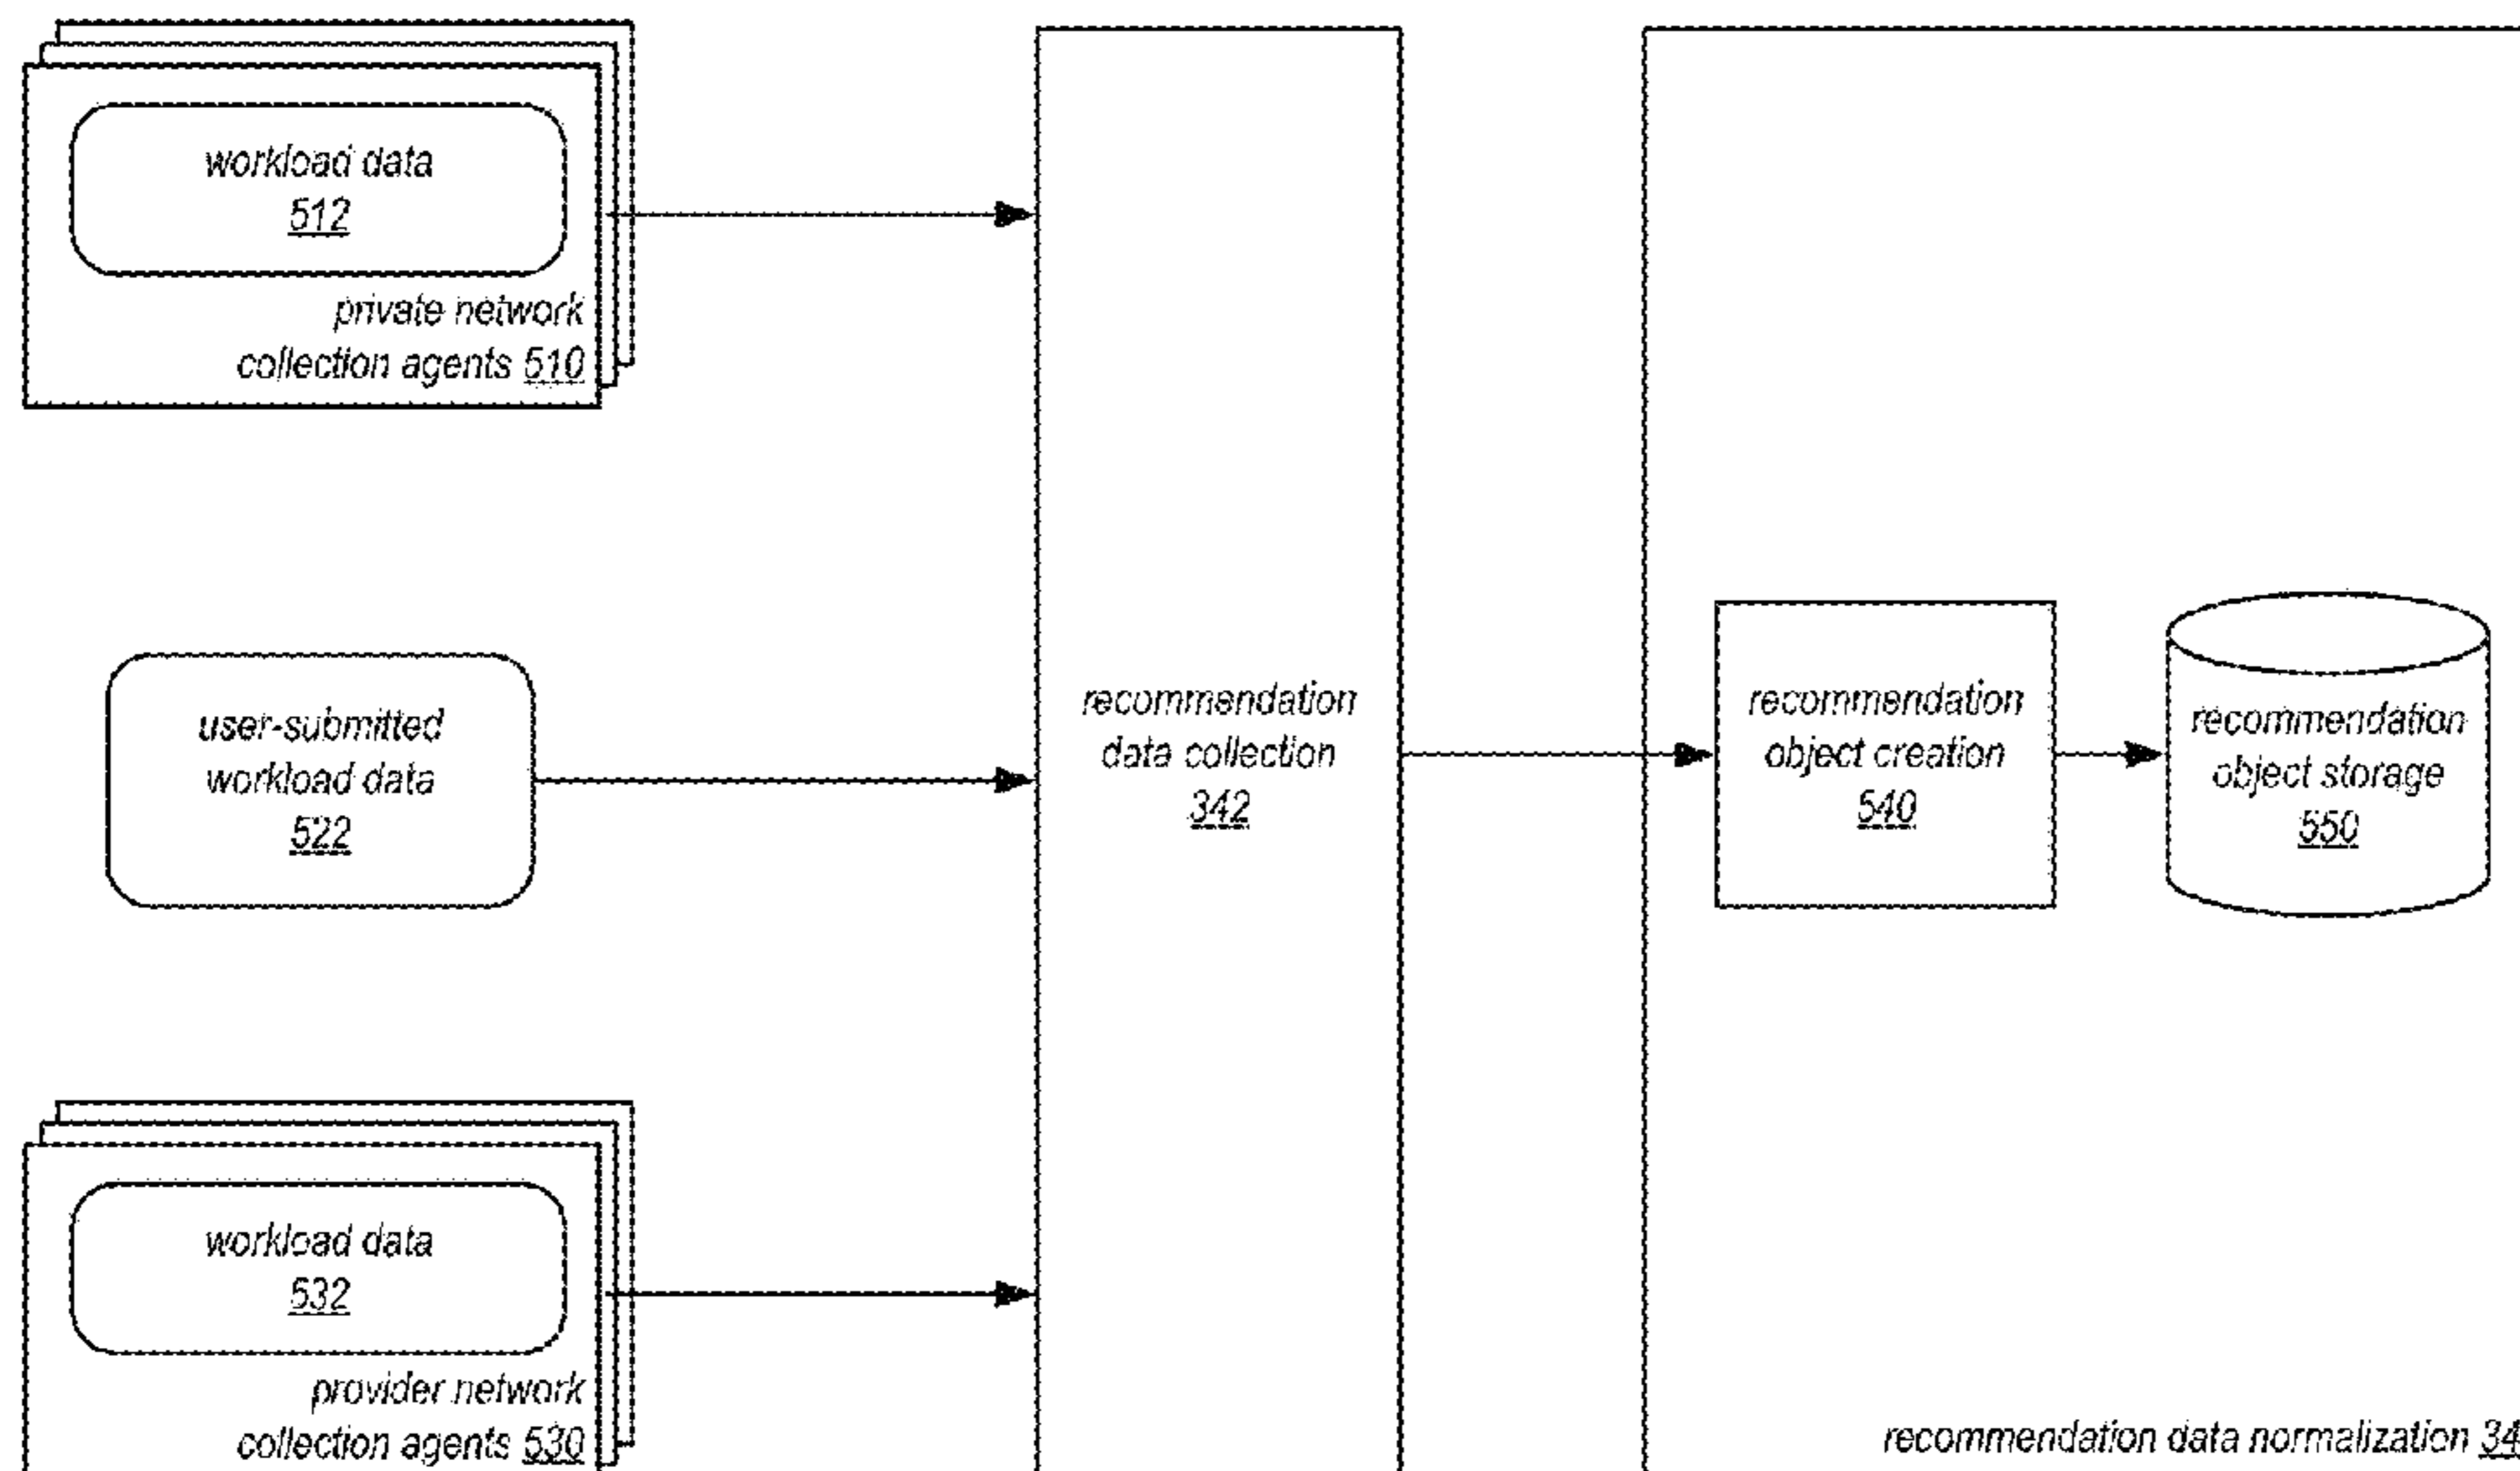 workload data
512
private network
collection agents 510
user-submitted
workload data
522
workload data
532
provider network
collection agents 530
recommendation
data collection
342
recommendation
object creation
540
recommendation
object storage
550
recommendation data normalization